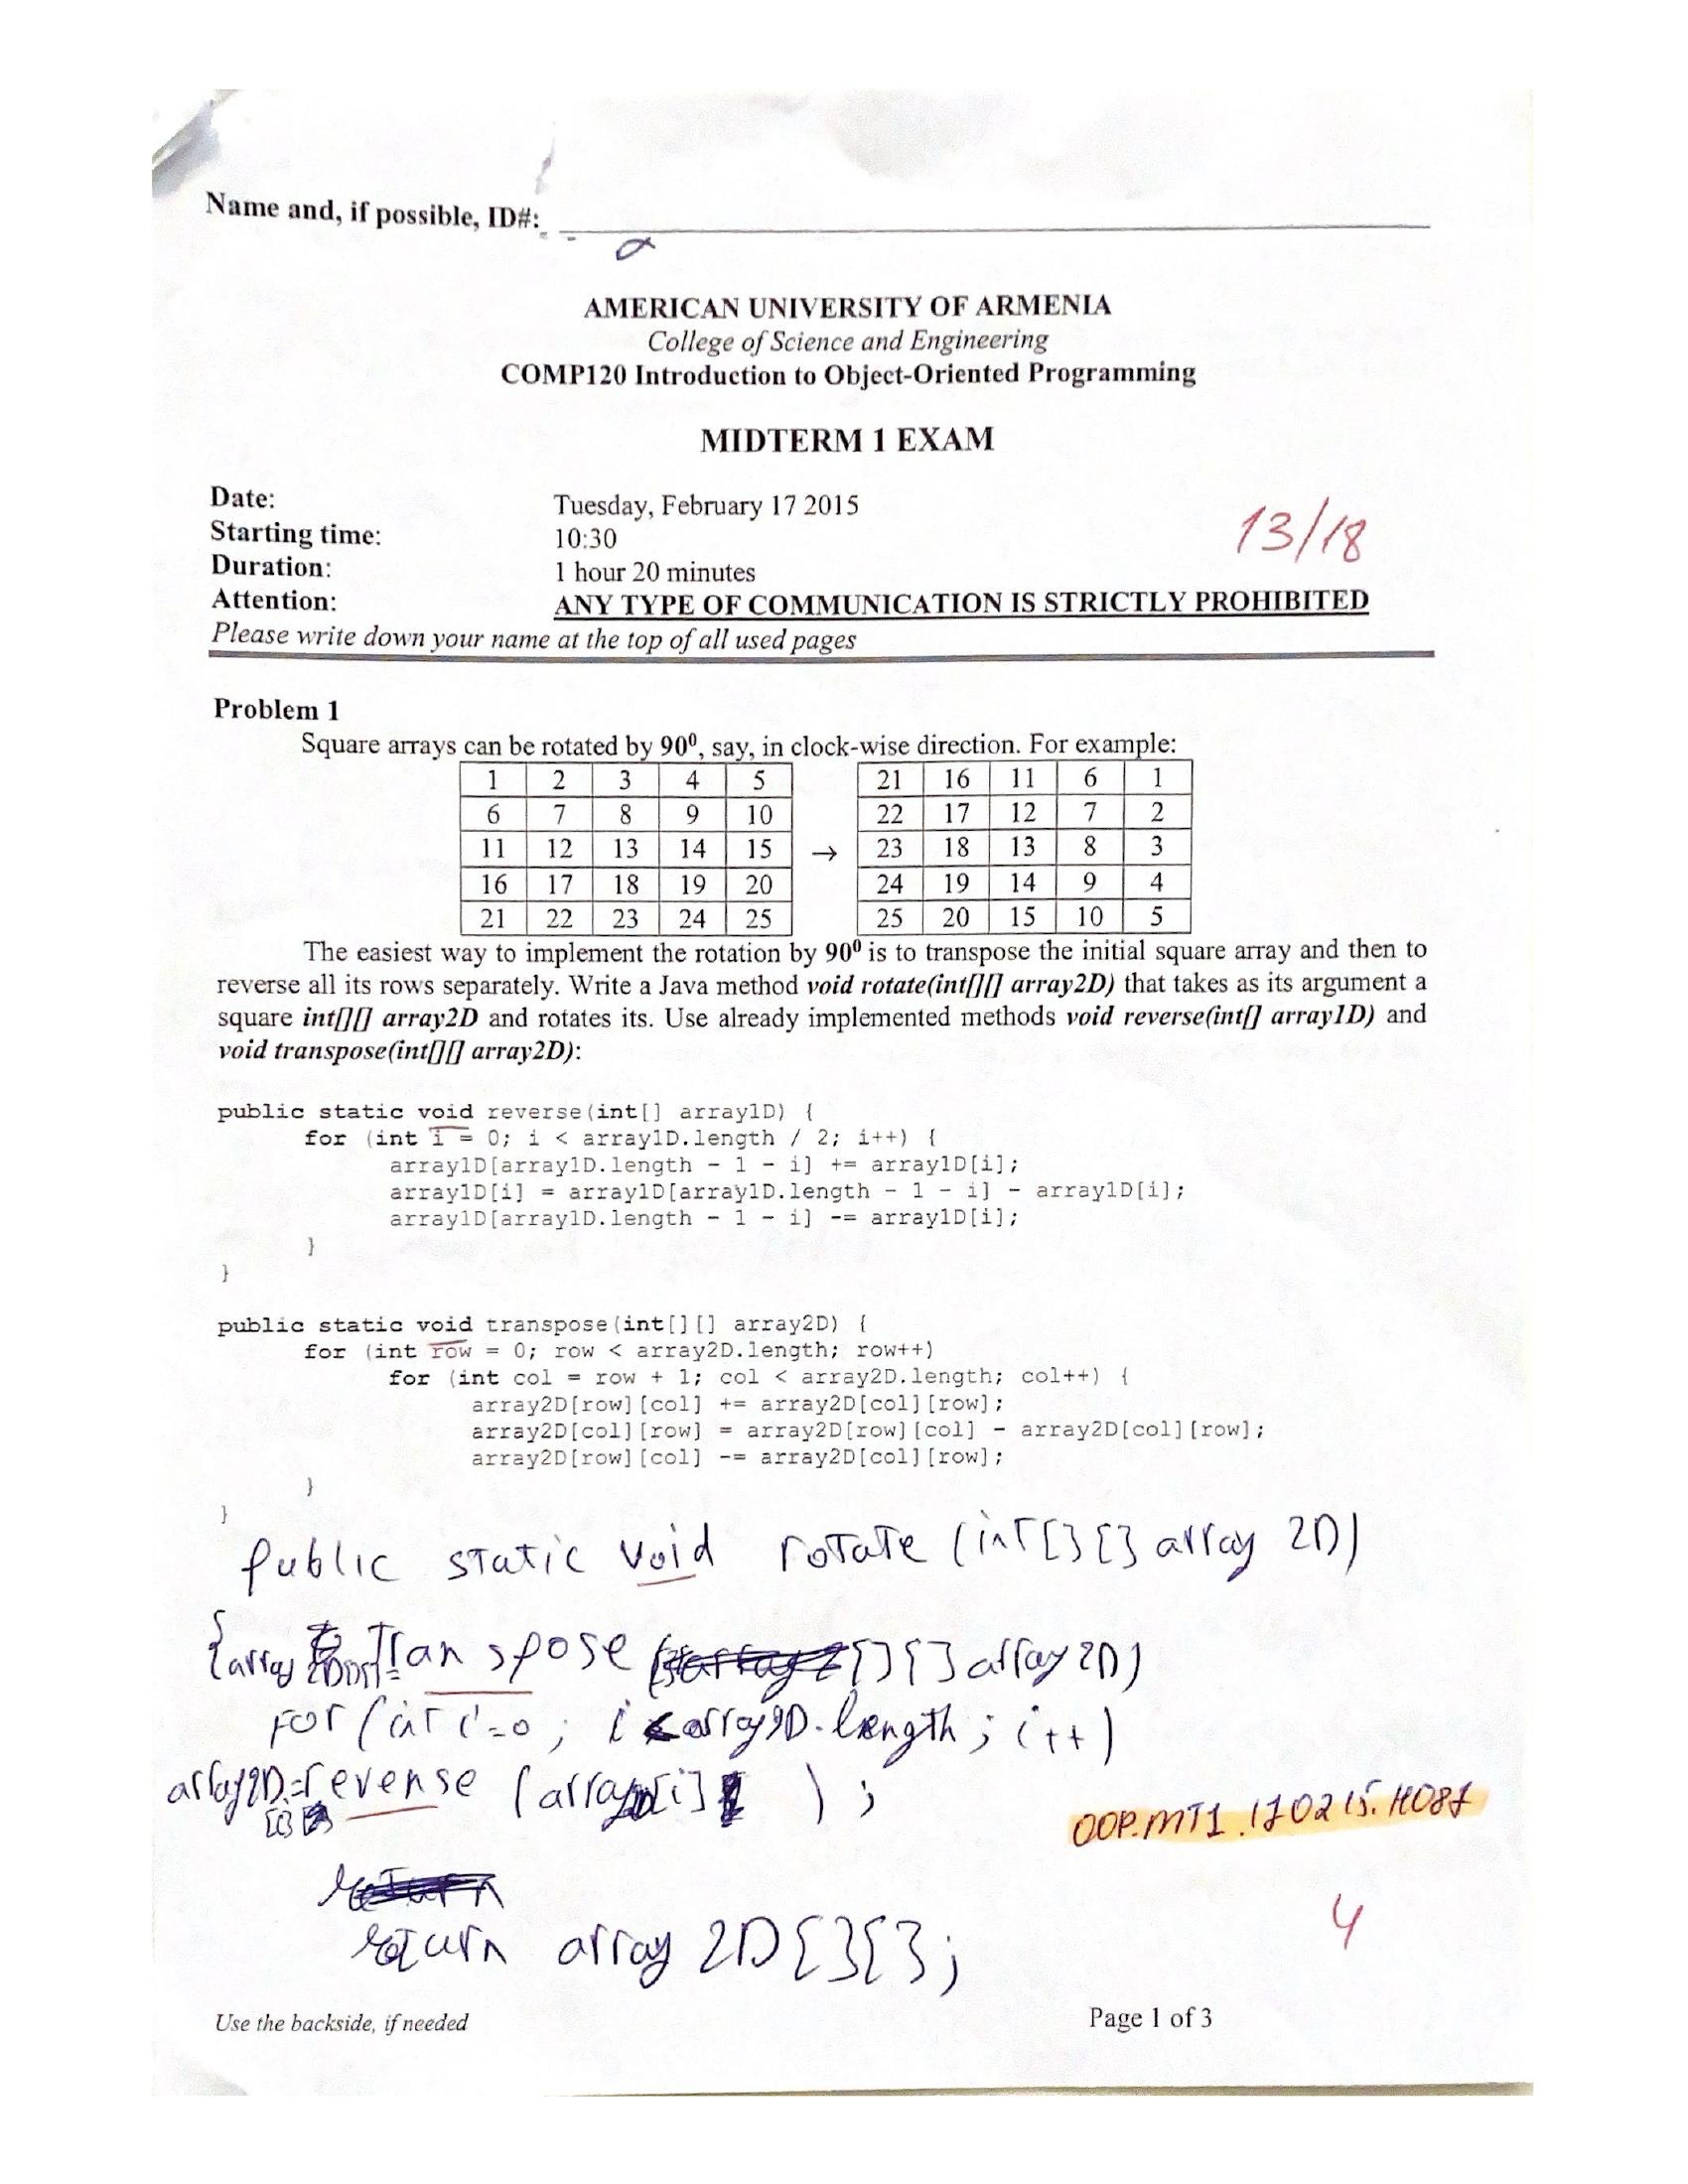 Name and, if possible, ID#:
AMERICAN UNIVERSITY OF ARMENIA
College of Science and Engineering
COMP120 Introduction to Object-Oriented Programming
MIDTERM 1 EXAM
Date: Tuesday, February 17 2015
Starting time: 10:30
13/18
Duration: 1 hour 20 minutes
Attention: ANY TYPE OF COMMUNICATION IS STRICTLY PROHIBITED
Please write down your name at the top of all used pages
Problem 1
Square arrays can be rotated by 90⁰, say, in clock-wise direction. For example:
1 2 3 4 5 21 16 11 6 1
6 7 8 9 10 22 17 12 7 2
11 12 13 14 15 → 23 18 13 8 3
16 17 18 19 20 24 19 14 9 4
21 22 23 24 25 25 20 15 10 5
The easiest way to implement the rotation by 90⁰ is to transpose the initial square array and then to
reverse all its rows separately. Write a Java method void rotate(int[][] array2D) that takes as its argument a
square int[][] array2D and rotates its. Use already implemented methods void reverse(int[] array1D) and
void transpose(int[][] array2D):
public static void reverse(int[] array1D) {
for (int i = 0; i < array1D.length / 2; i++) {
array1D[array1D.length - 1 - i] += array1D[i];
array1D[i] = array1D[array1D.length - 1 - i] - array1D[i];
array1D[array1D.length - 1 - i] -= array1D[i];
}
}
public static void transpose(int[][] array2D) {
for (int row = 0; row < array2D.length; row++)
for (int col = row + 1; col < array2D.length; col++) {
array2D[row][col] += array2D[col][row];
array2D[col][row] = array2D[row][col] - array2D[col][row];
array2D[row][col] -= array2D[col][row];
}
}
public static void rotate (int[][] array 2D)
{array Transpose [][] array 2D)
for (int i=0; i < array2D.length; i++)
array2D = reverse (array2D[i] );
[i]
OOP.MT1.170215.H087
return
return array 2D[][];
4
Use the backside, if needed
Page 1 of 3